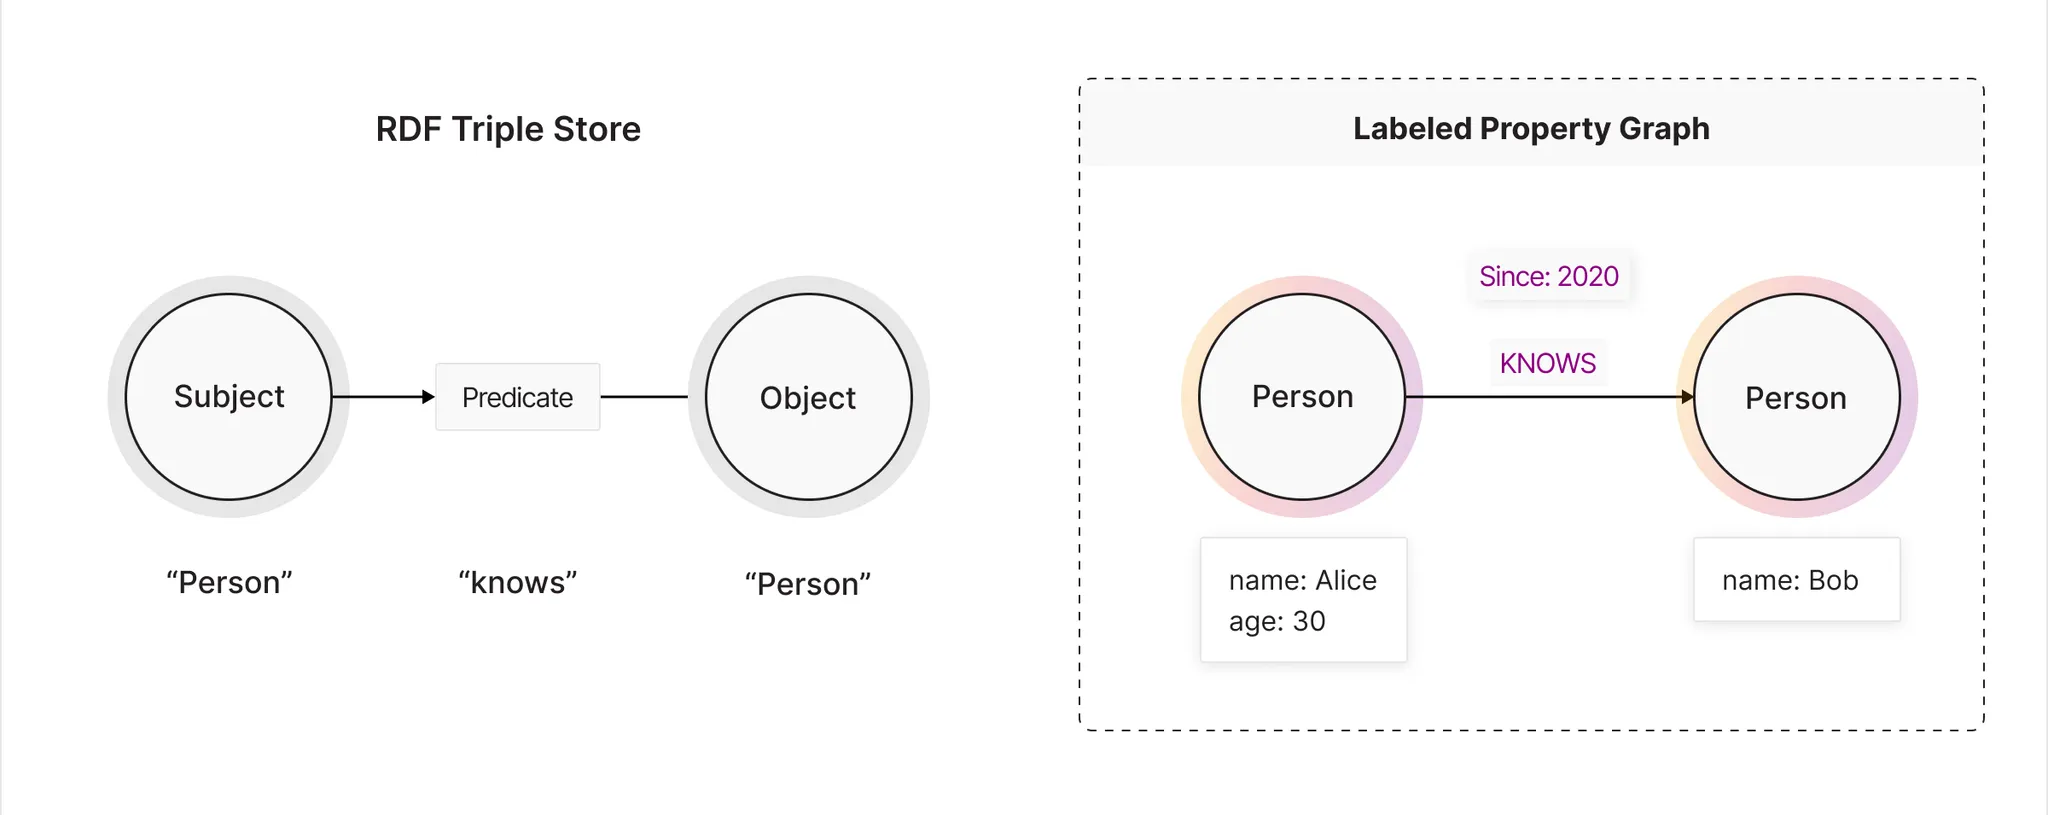 RDF Triple Store
Subject
Predicate
Object
“Person”
“knows”
“Person”
Labeled Property Graph
Since: 2020
KNOWS
Person
Person
name: Alice
age: 30
name: Bob